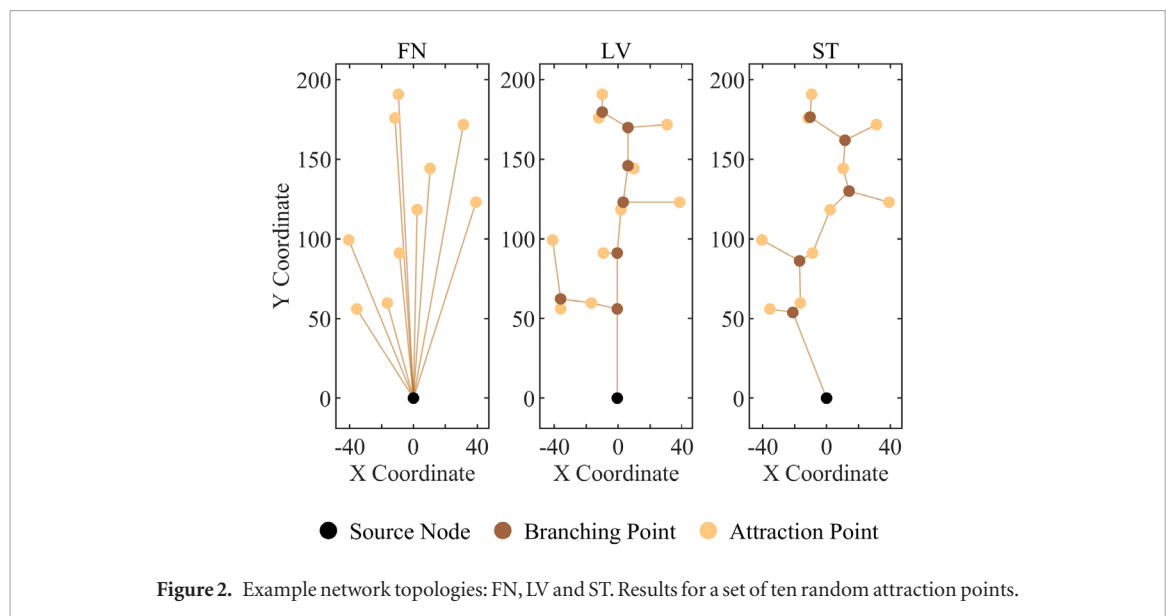 FN LV ST
200 200 200
150 150 150
100 100 100
50 50 50
0 0 0
Y Coordinate
-40 0 40 -40 0 40 -40 0 40
X Coordinate X Coordinate X Coordinate
Source Node Branching Point Attraction Point
Figure 2. Example network topologies: FN, LV and ST. Results for a set of ten random attraction points.